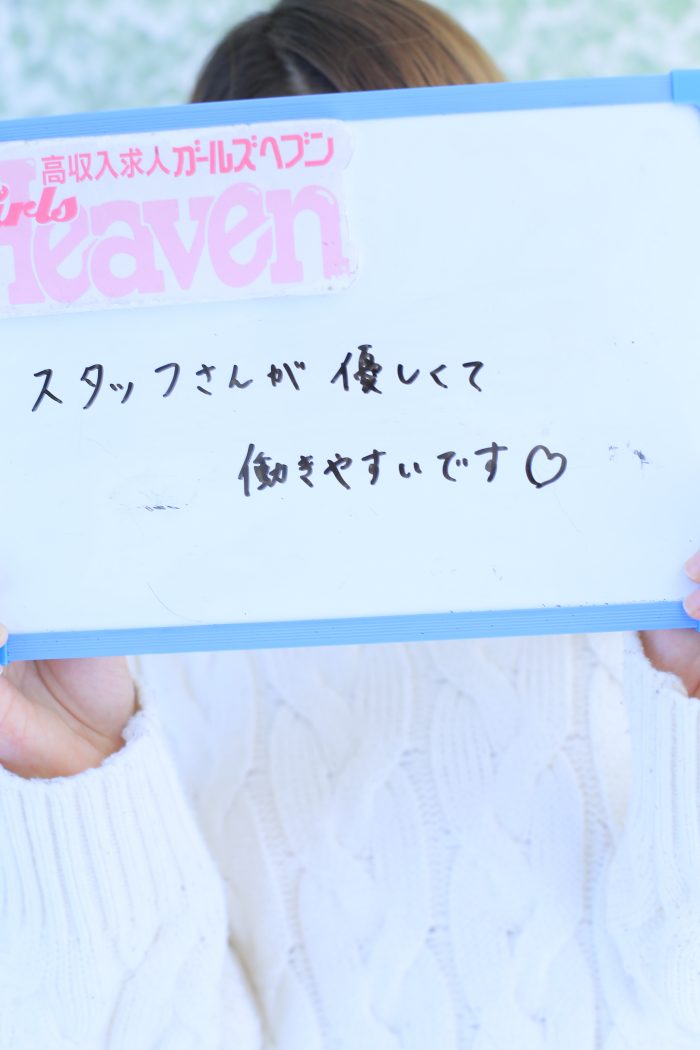 高収入求人ガールズヘブン
Girls
Heaven
スタッフさんが優しくて
働きやすいです♡